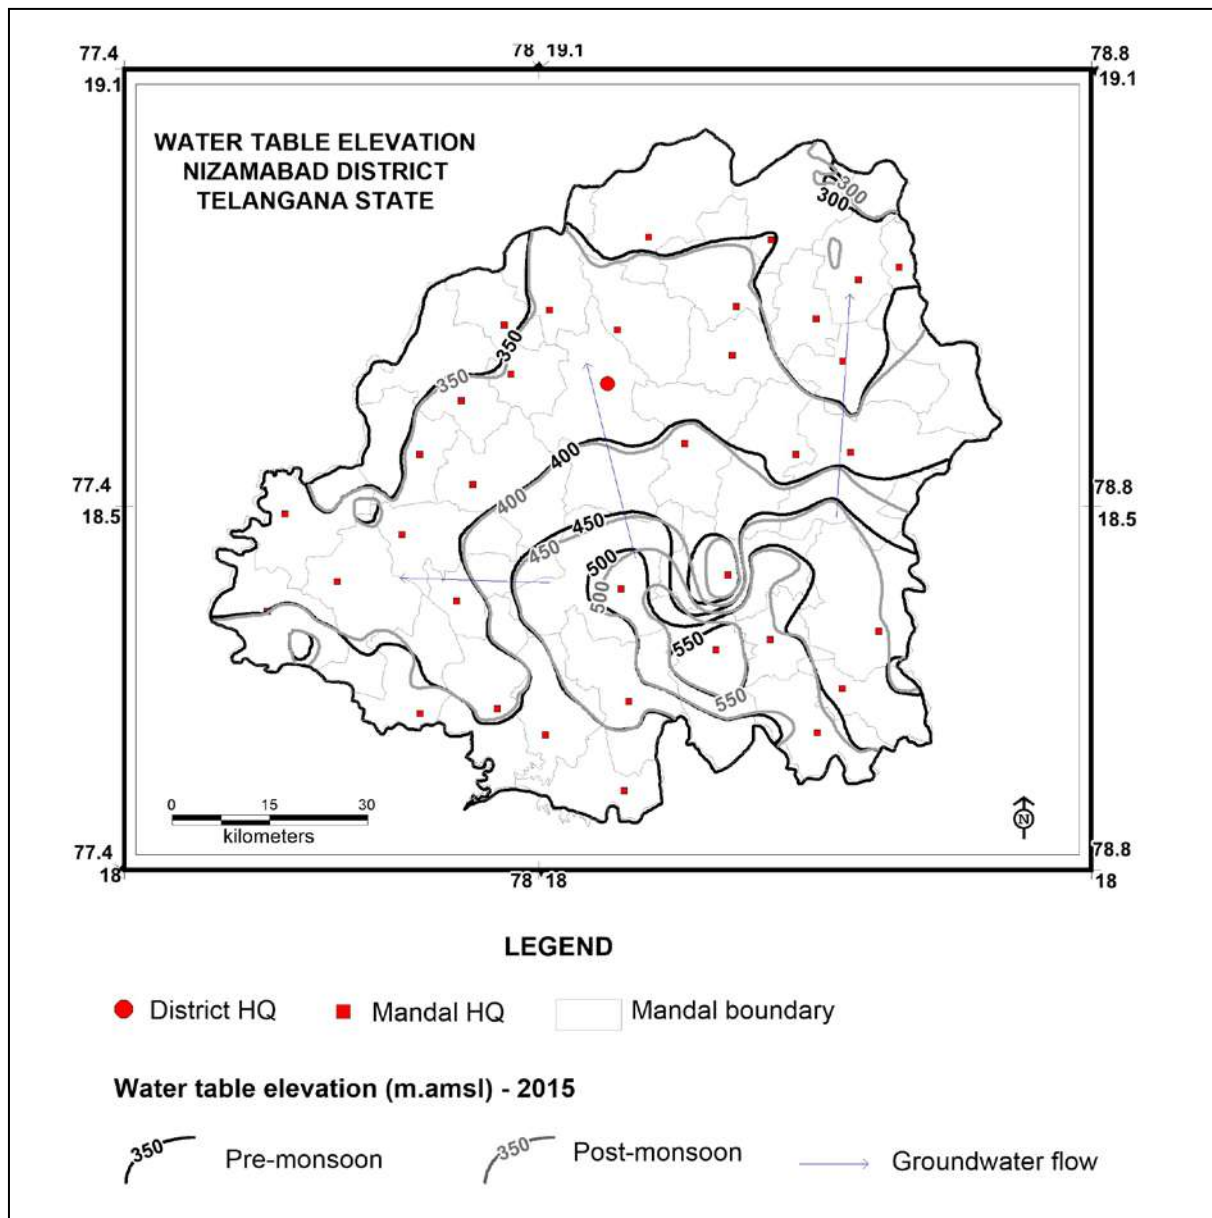 77.4
78 19.1
78.8
19.1
19.1
WATER TABLE ELEVATION
NIZAMABAD DISTRICT
TELANGANA STATE
300
300
350
350
400
400
77.4
18.5
78.8
18.5
450
450
500
500
550
550
0 15 30
kilometers
N
77.4
18
78 18
78.8
18
LEGEND
District HQ
Mandal HQ
Mandal boundary
Water table elevation (m.amsl) - 2015
350 Pre-monsoon
350 Post-monsoon
Groundwater flow